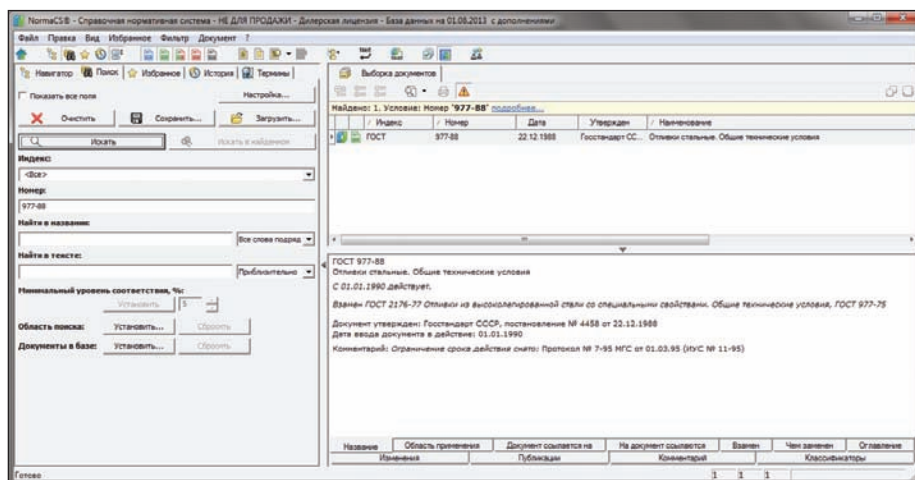 NormaCS® - Справочная нормативная система - НЕ ДЛЯ ПРОДАЖИ - Дилерская лицензия - База данных на 01.08.2013 с дополнениями
Файл Правка Вид Избранное Фильтр Документ ?
Навигатор Поиск Избранное История Термины
Показать все поля Настройка...
Очистить Сохранить... Загрузить...
Искать Искать в найденном
Индекс:
<Все>
Номер:
977-88
Найти в названии:
Все слова подряд
Найти в тексте:
Приблизительно
Минимальный уровень соответствия, %:
Установить 5
Область поиска: Установить... Сбросить
Документы в базе: Установить... Сбросить
Выборка документов
Найдено: 1. Условие: Номер "977-88" подробнее...
Индекс Номер Дата Утвержден Наименование
ГОСТ 977-88 22.12.1988 Госстандарт СС... Отливки стальные. Общие технические условия
ГОСТ 977-88
Отливки стальные. Общие технические условия
С 01.01.1990 действует.
Взамен ГОСТ 2176-77 Отливки из высоколегированной стали со специальными свойствами. Общие технические условия, ГОСТ 977-75
Документ утвержден: Госстандарт СССР, постановление № 4458 от 22.12.1988
Дата ввода документа в действие: 01.01.1990
Комментарий: Ограничение срока действия снято: Протокол № 7-95 МГС от 01.03.95 (ИУС № 11-95)
Название Область применения Документ ссылается на На документ ссылаются Взамен Чем заменен Оглавление
Изменения Публикации Комментарий Классификаторы
Готово 1 1 1